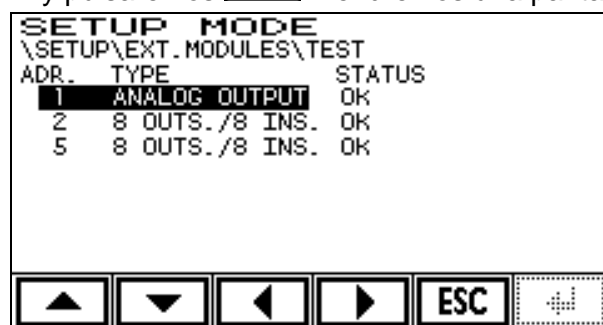 SETUP MODE
\SETUP\EXT.MODULES\TEST
ADR. TYPE STATUS
1 ANALOG OUTPUT OK
2 8 OUTS./8 INS. OK
5 8 OUTS./8 INS. OK
ESC